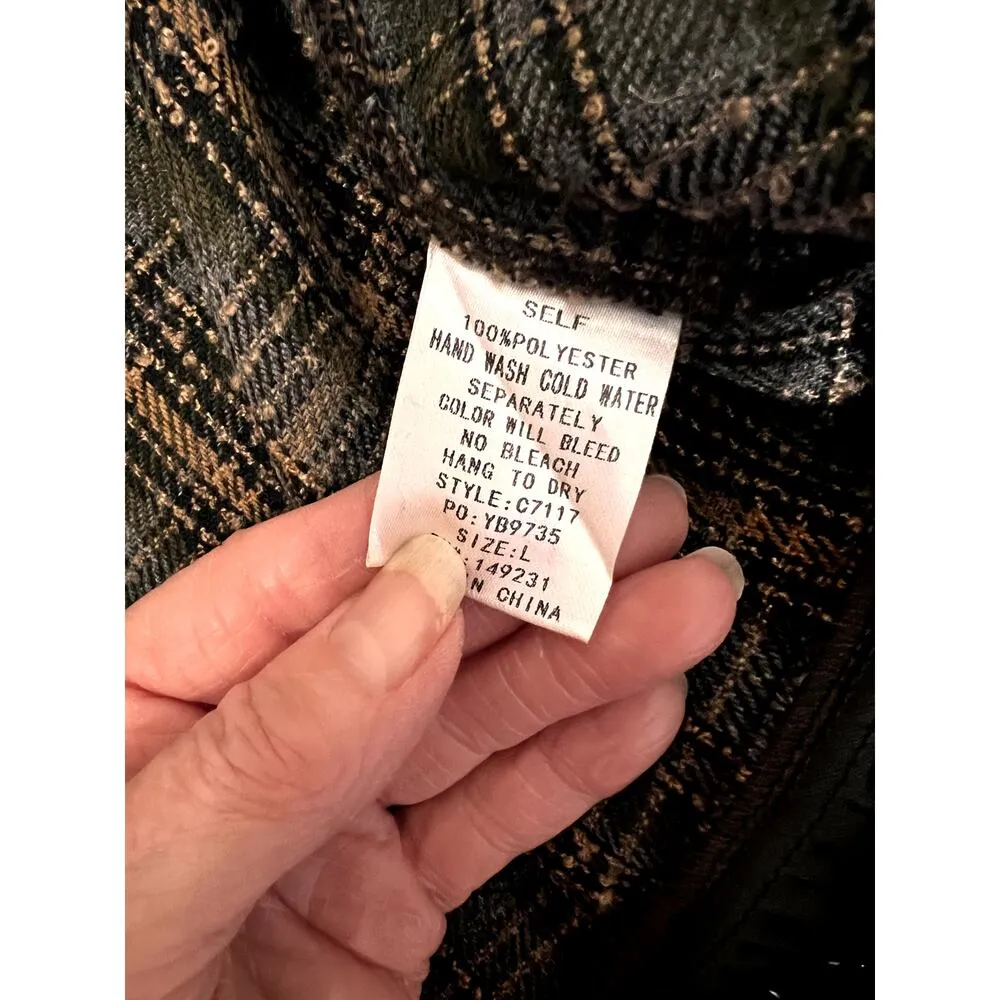 SELF
100%POLYESTER
HAND WASH COLD WATER
SEPARATELY
COLOR WILL BLEED
NO BLEACH
HANG TO DRY
STYLE:C7117
PO:YB9735
SIZE:L
:149231
N CHINA